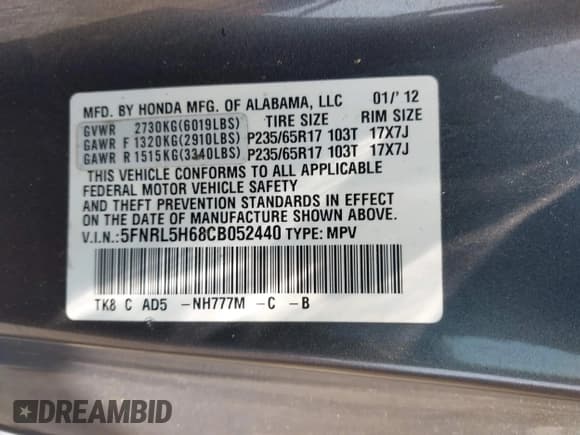 MFD. BY HONDA MFG. OF ALABAMA, LLC 01/'12
TIRE SIZE RIM SIZE
GVWR 2730KG(6019LBS)
GAWR F 1320KG(2910LBS) P235/65R17 103T 17X7J
GAWR R 1515KG(3340LBS) P235/65R17 103T 17X7J
THIS VEHICLE CONFORMS TO ALL APPLICABLE
FEDERAL MOTOR VEHICLE SAFETY
AND THEFT PREVENTION STANDARDS IN EFFECT
ON THE DATE OF MANUFACTURE SHOWN ABOVE.
V.I.N.:5FNRL5H68CB052440 TYPE: MPV
TK8 C AD5 -NH777M -C -B
DREAMBID